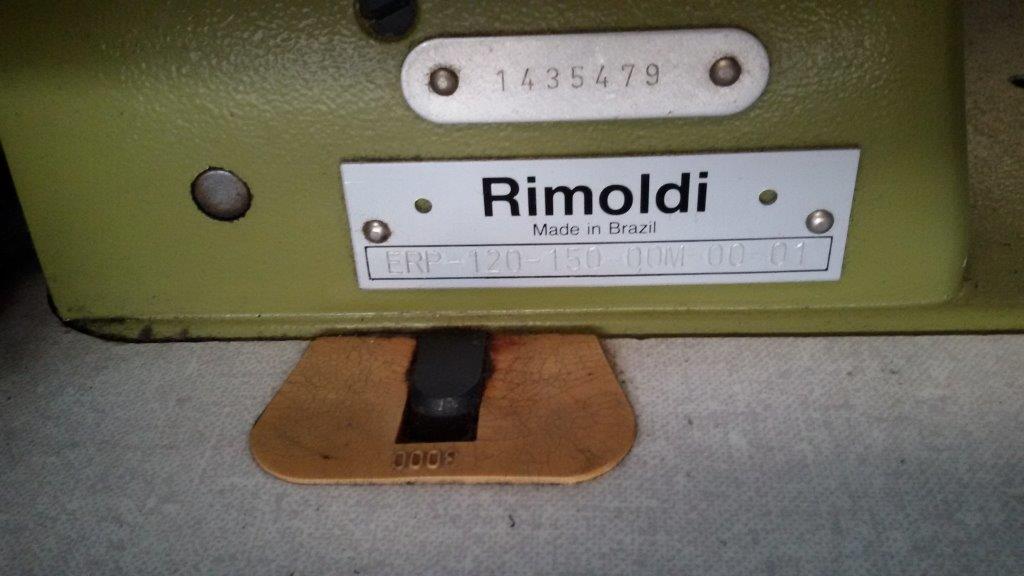 1435479
Rimoldi
Made in Brazil
ERP-120-150-00M-00-01